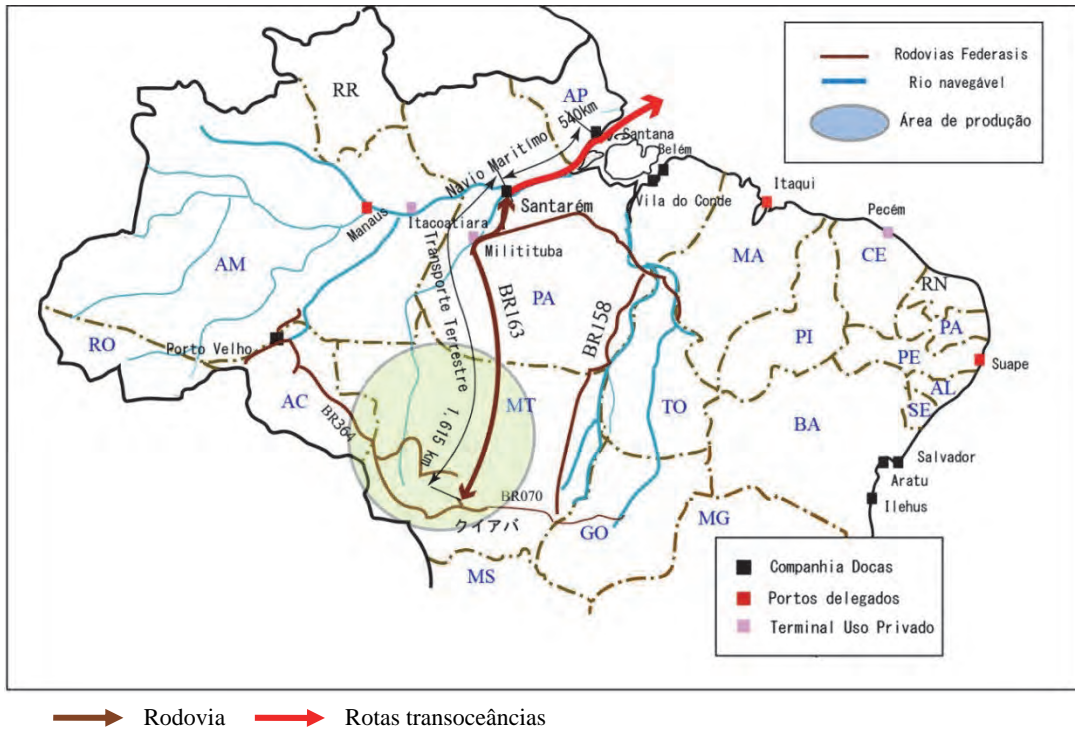 Rodovias Federasis
Rio navegável
Área de produção
RR
AP
540km
Navio Marítimo
Santana
Belém
Vila do Conde
Itaqui
Pecém
Santarém
Manaus
Itacoatiara
Milititituba
Transporte Terrestre 1,615 km
AM
PA
MA
CE
RN
PA
PI
PE
AL
SE
Suape
BR163
BR158
RO
Porto Velho
AC
BR364
MT
TO
BA
Salvador
Aratu
Ilehus
BR070
クイアバ
GO
MG
MS
Companhia Docas
Portos delegados
Terminal Uso Privado
Rodovia
Rotas transoceâncias